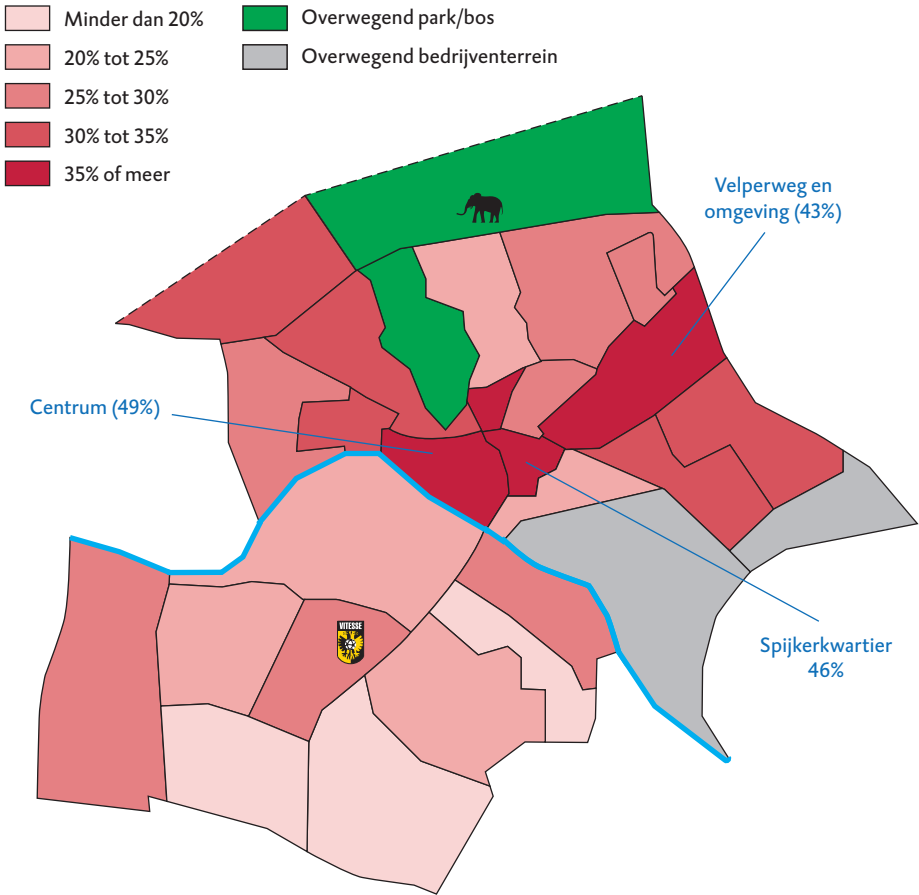 Minder dan 20%
20% tot 25%
25% tot 30%
30% tot 35%
35% of meer
Overwegend park/bos
Overwegend bedrijventerrein
Velperweg en
omgeving (43%)
Centrum (49%)
VITESSE
Spijkerkwartier
46%